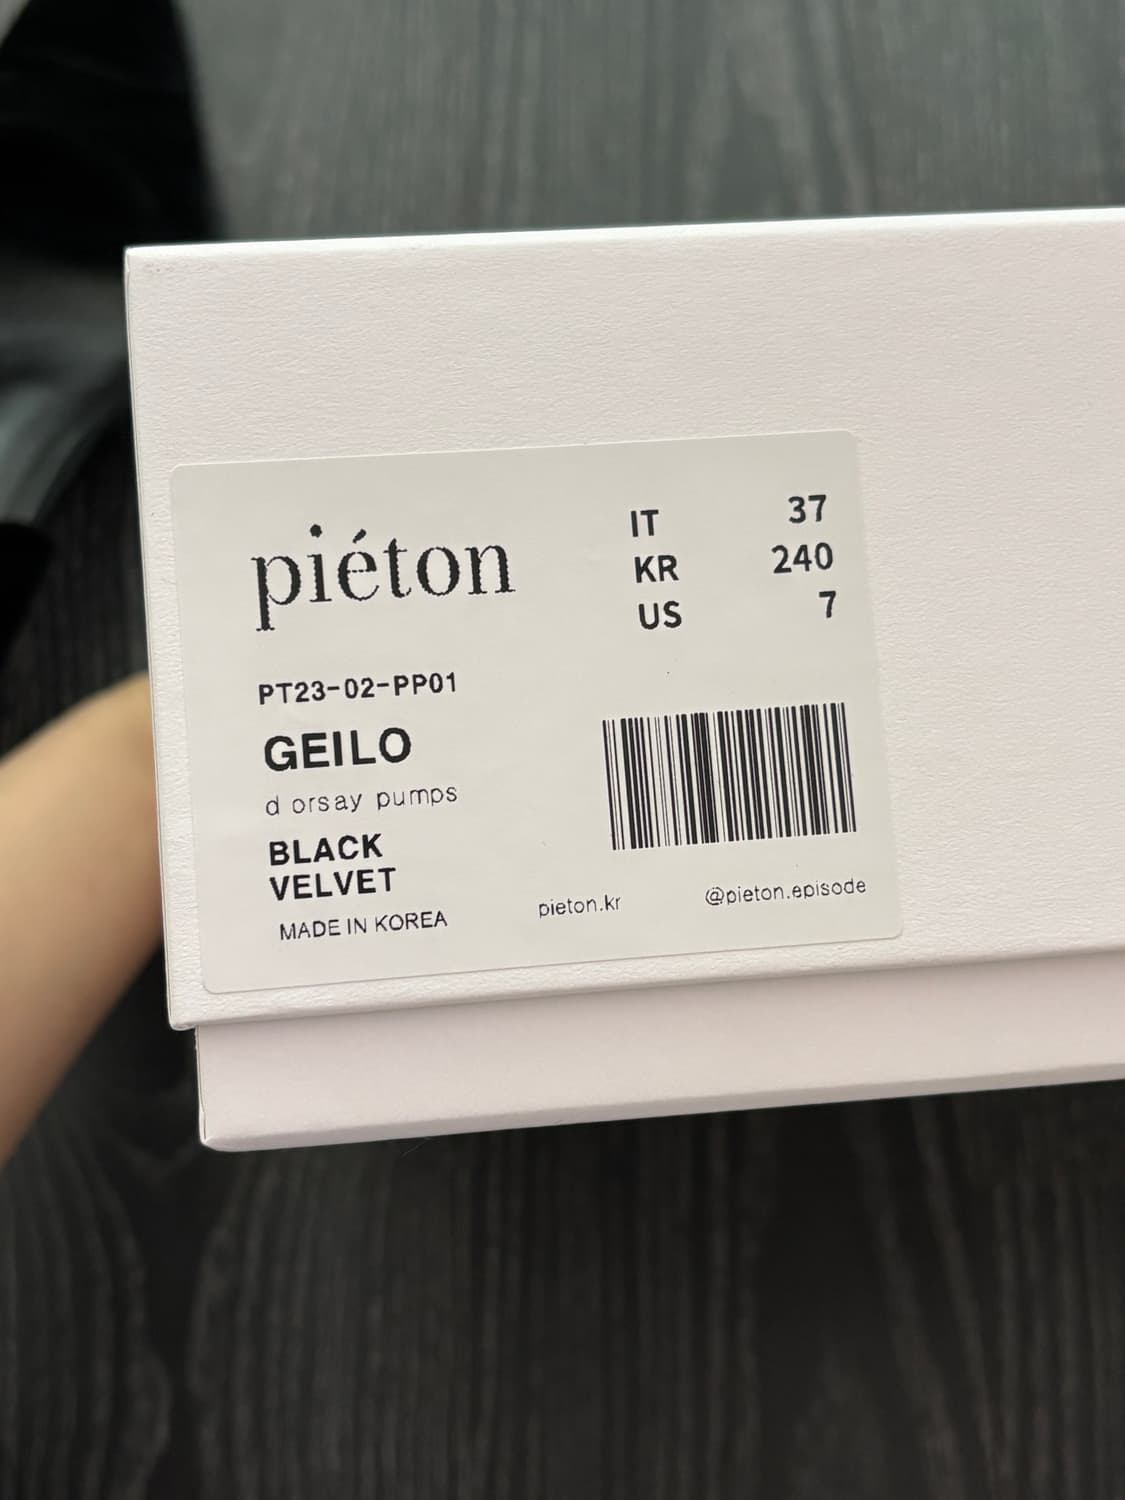 piéton
IT 37
KR 240
US 7
PT23-02-PP01
GEILO
d orsay pumps
BLACK
VELVET
MADE IN KOREA
pieton.kr
@pieton.episode